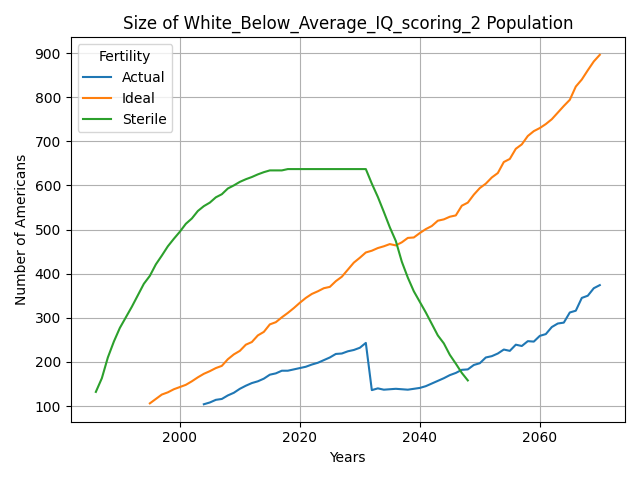 Size of White_Below_Average_IQ_scoring_2 Population
Fertility
Actual
Ideal
Sterile
Number of Americans
900
800
700
600
500
400
300
200
100
2000
2020
2040
2060
Years